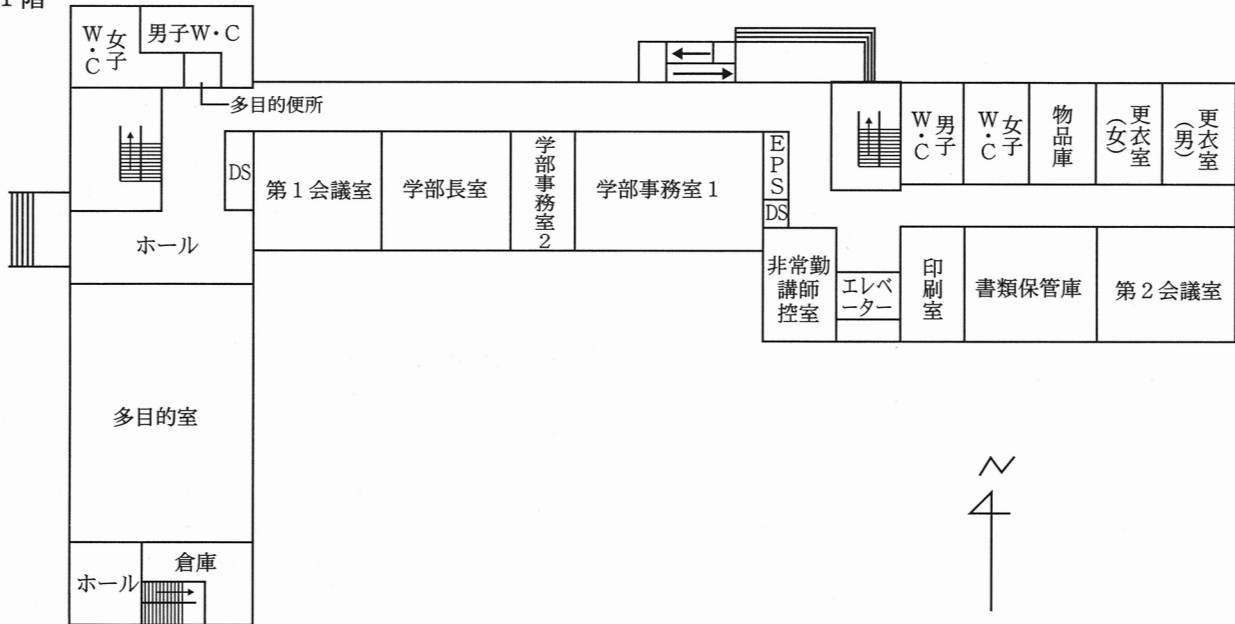 1階
女子W・C
男子W・C
多目的便所
DS
第1会議室
学部長室
学部事務室2
学部事務室1
EPS
DS
男子W・C
女子W・C
物品庫
更衣室(女)
更衣室(男)
ホール
非常勤
講師
控室
エレベ
ーター
印刷室
書類保管庫
第2会議室
多目的室
ホール
倉庫
N